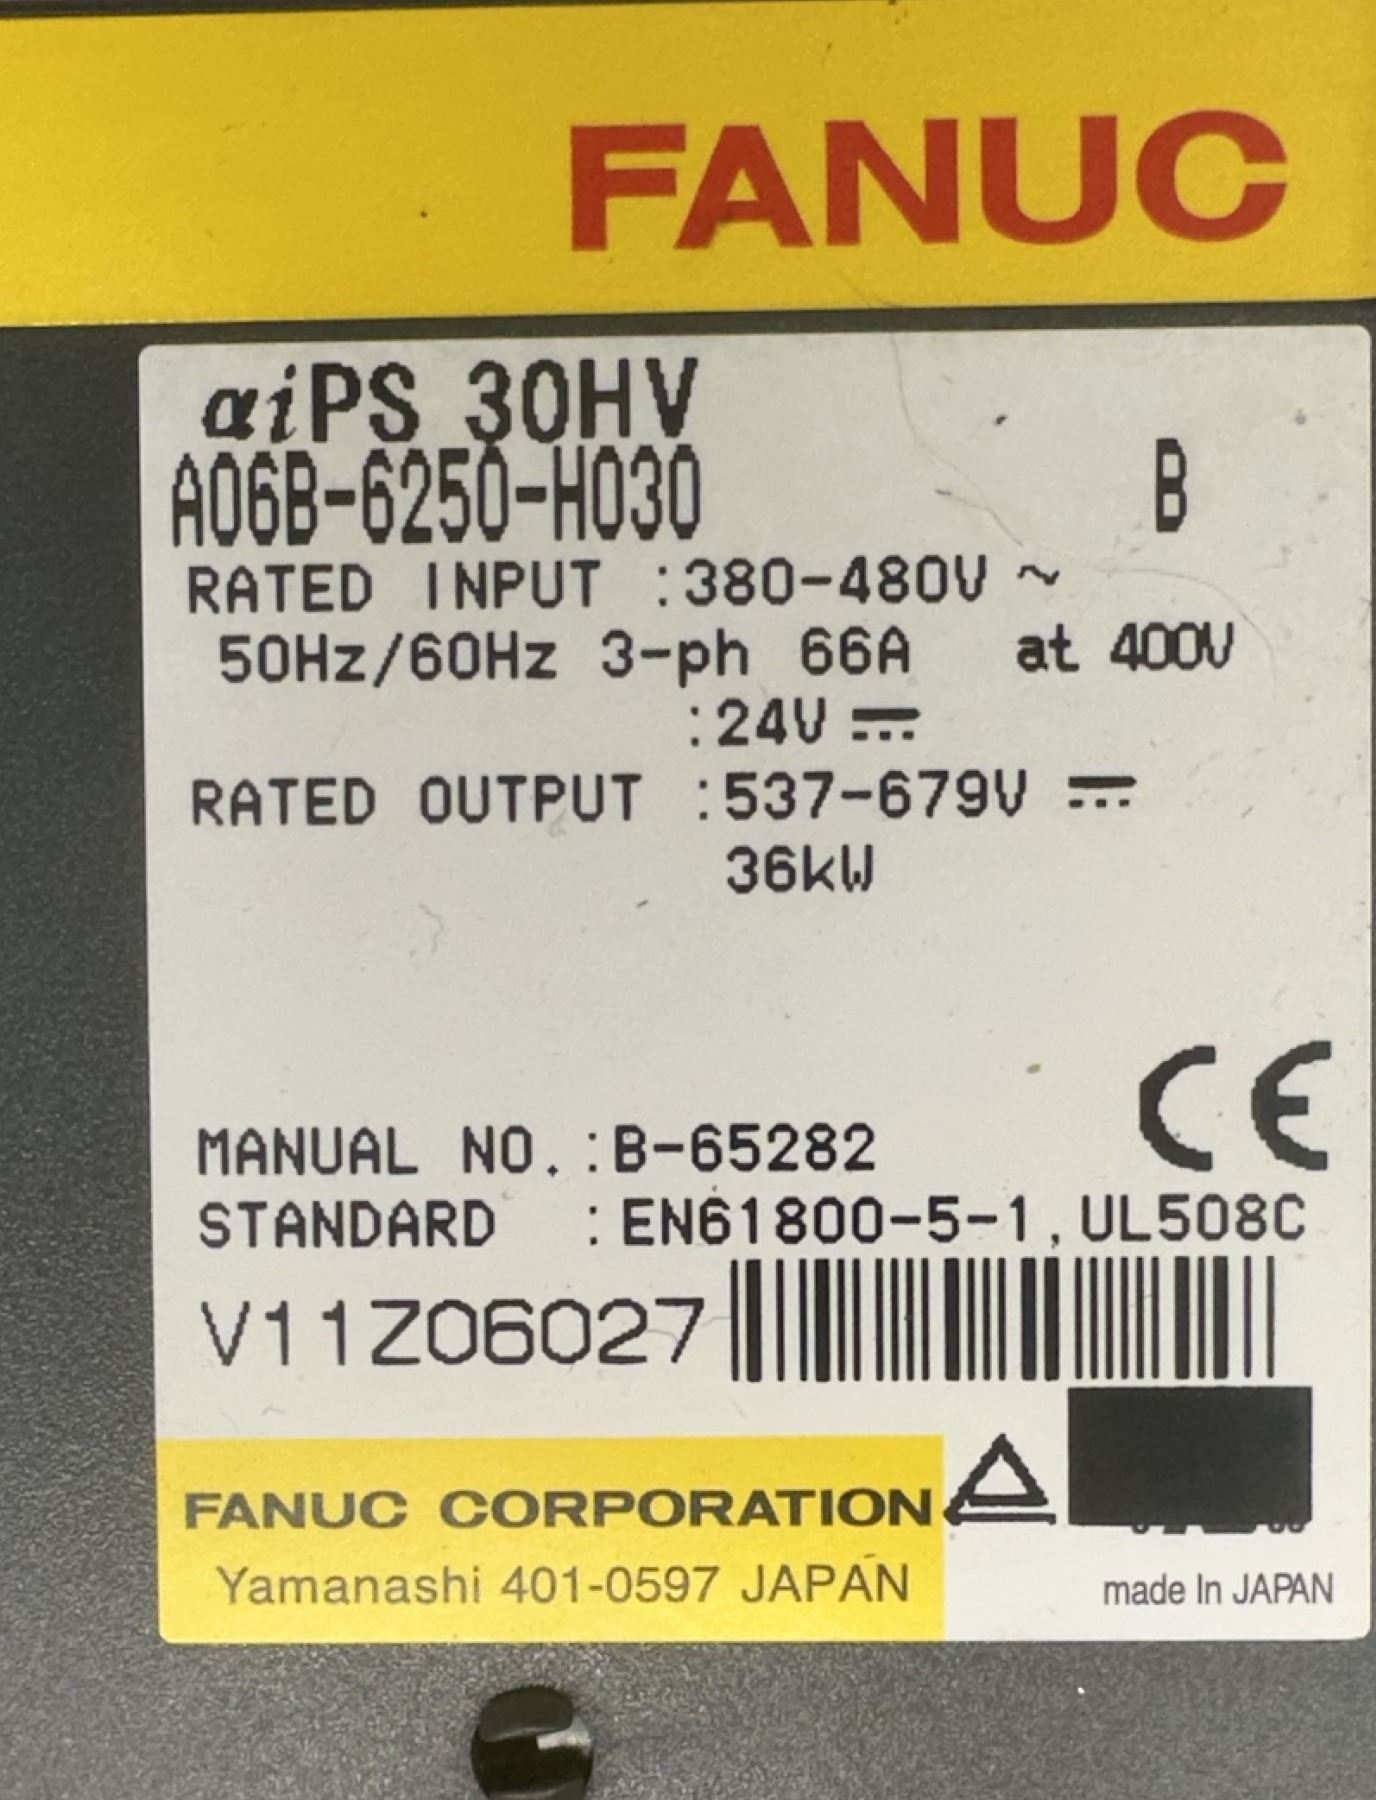 FANUC
αiPS 30HV
A06B-6250-H030 B
RATED INPUT :380-480V ~
50Hz/60Hz 3-ph 66A at 400V
:24V ⎓
RATED OUTPUT :537-679V ⎓
36kW
CE
MANUAL NO. :B-65282
STANDARD :EN61800-5-1,UL508C
V11Z06027
FANUC CORPORATION
Yamanashi 401-0597 JAPAN
made In JAPAN